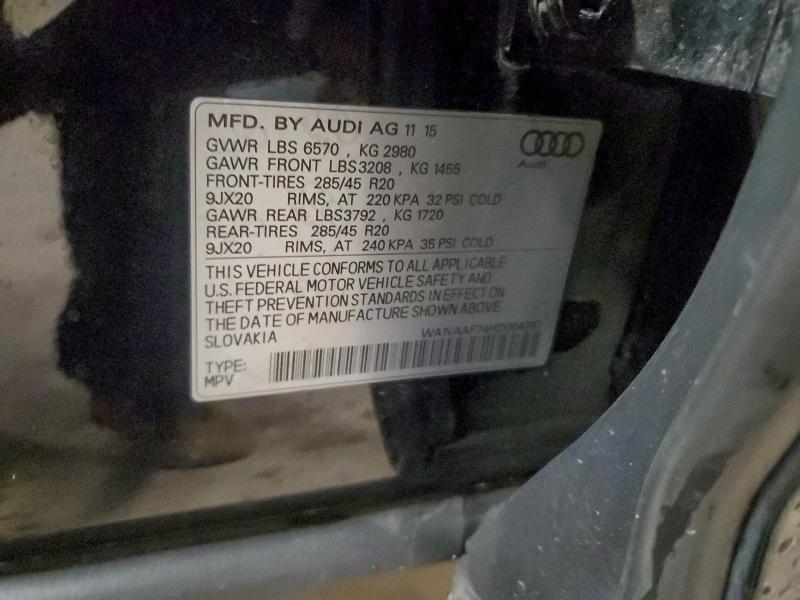 MFD. BY AUDI AG 11 15
GVWR LBS 6570 , KG 2980
GAWR FRONT LBS3208 , KG 1455
FRONT-TIRES 285/45 R20
9JX20 RIMS, AT 220 KPA 32 PSI COLD
GAWR REAR LBS3792 , KG 1720
REAR-TIRES 285/45 R20
9JX20 RIMS, AT 240 KPA 35 PSI COLD
Audi
THIS VEHICLE CONFORMS TO ALL APPLICABLE
U.S. FEDERAL MOTOR VEHICLE SAFETY AND
THEFT PREVENTION STANDARDS IN EFFECT ON
THE DATE OF MANUFACTURE SHOWN ABOVE.
SLOVAKIA
TYPE:
MPV